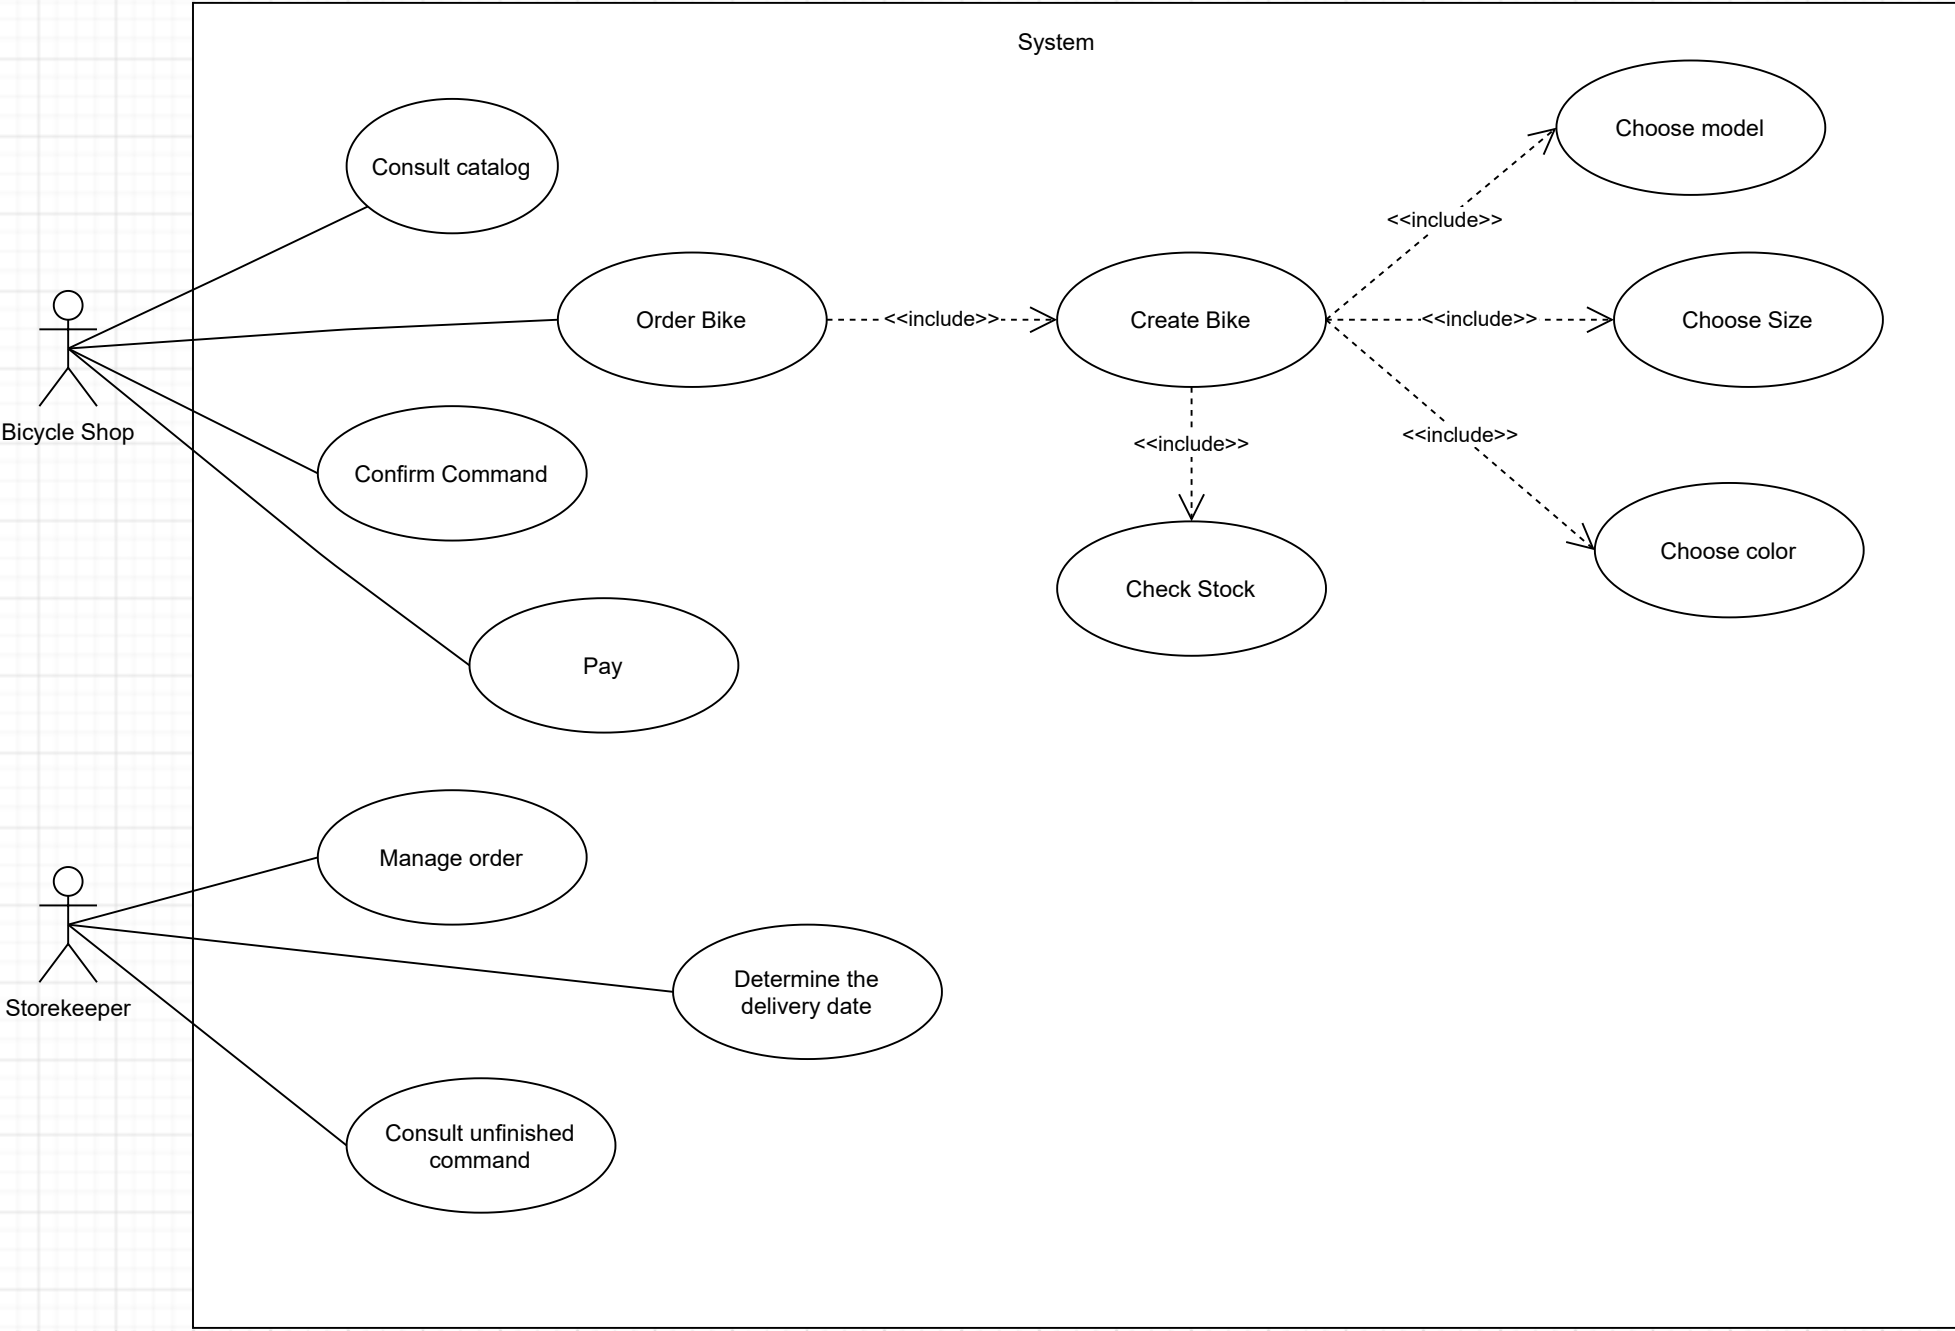 System
Choose model
Consult catalog
<<include>>
Order Bike
<<include>>
Create Bike
<<include>>
Choose Size
Bicycle Shop
<<include>>
<<include>>
Confirm Command
Choose color
Check Stock
Pay
Manage order
Determine the
delivery date
Storekeeper
Consult unfinished
command